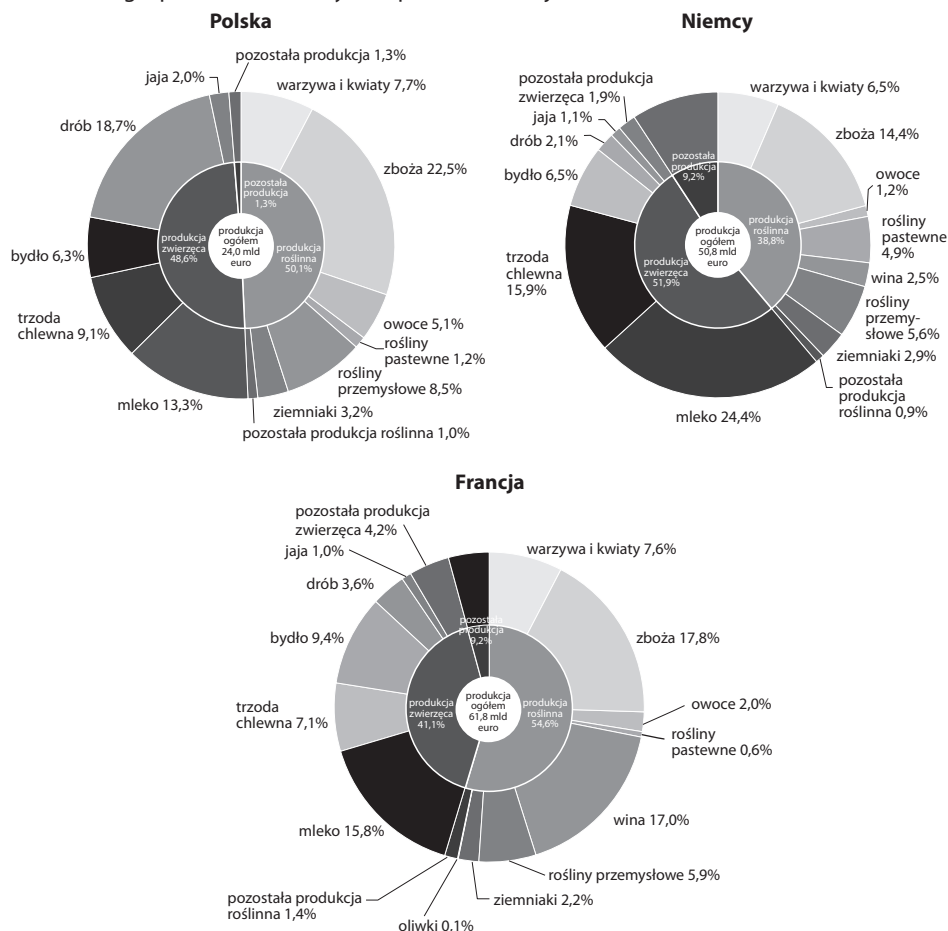 Polska
pozostała produkcja 1,3%
jaja 2,0%
warzywa i kwiaty 7,7%
drób 18,7%
zboża 22,5%
pozostała
produkcja
1,3%
produkcja
zwierzęca
48,6%
produkcja
ogółem
24,0 mld
euro
produkcja
roślinna
50,1%
bydło 6,3%
trzoda
chlewna 9,1%
owoce 5,1%
rośliny
pastewne 1,2%
rośliny
przemysłowe 8,5%
mleko 13,3%
ziemniaki 3,2%
pozostała produkcja roślinna 1,0%
Niemcy
pozostała produkcja
zwierzęca 1,9%
warzywa i kwiaty 6,5%
jaja 1,1%
drób 2,1%
zboża 14,4%
bydło 6,5%
pozostała
produkcja
9,2%
owoce
1,2%
produkcja
ogółem
50,8 mld
euro
produkcja
roślinna
38,8%
rośliny
pastewne
4,9%
produkcja
zwierzęca
51,9%
trzoda
chlewna
15,9%
wina 2,5%
rośliny
przemy-
słowe 5,6%
ziemniaki 2,9%
pozostała
produkcja
roślinna 0,9%
mleko 24,4%
Francja
pozostała produkcja
zwierzęca 4,2%
warzywa i kwiaty 7,6%
jaja 1,0%
drób 3,6%
bydło 9,4%
pozostała
produkcja
9,2%
zboża 17,8%
trzoda
chlewna 7,1%
produkcja
zwierzęca
41,1%
produkcja
ogółem
61,8 mld
euro
produkcja
roślinna
54,6%
owoce 2,0%
rośliny
pastewne 0,6%
wina 17,0%
mleko 15,8%
rośliny przemysłowe 5,9%
pozostała produkcja
roślinna 1,4%
ziemniaki 2,2%
oliwki 0,1%